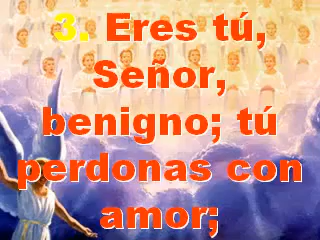 3. Eres tú,
Señor,
benigno; tú
perdonas con
amor;